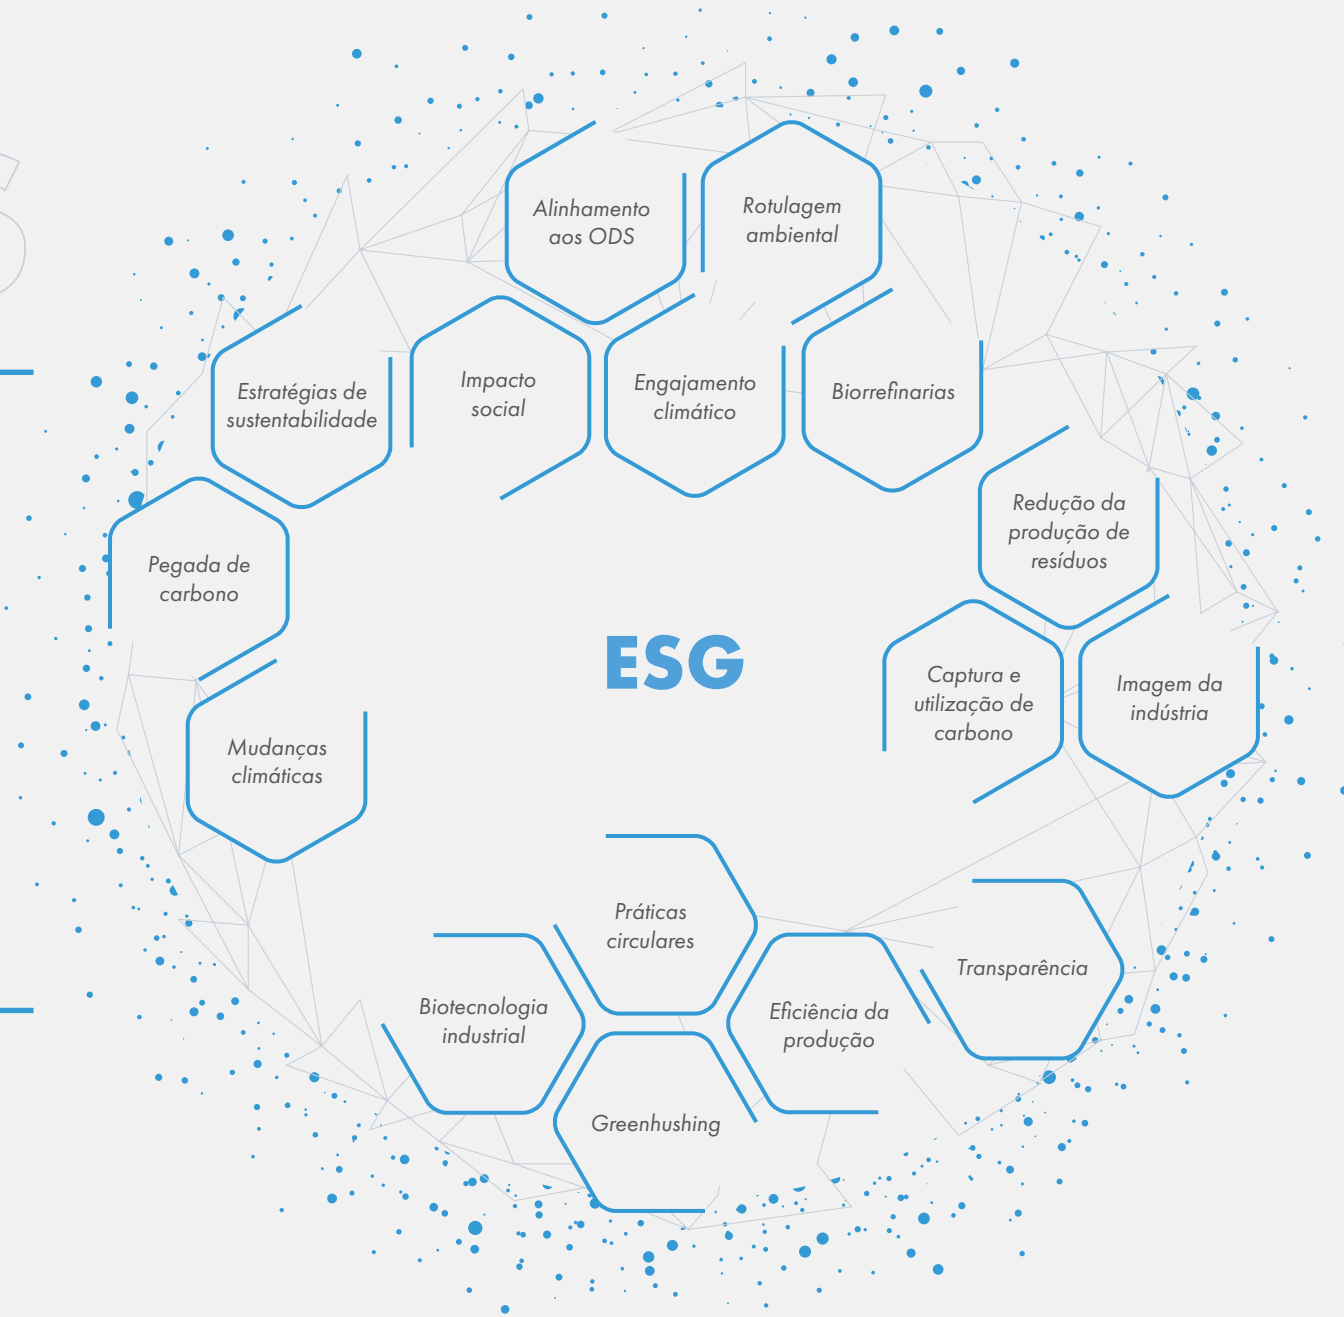 Alinhamento
aos ODS
Rotulagem
ambiental
Estratégias de
sustentabilidade
Impacto
social
Engajamento
climático
Biorrefinarias
Redução da
produção de
resíduos
Pegada de
carbono
ESG
Captura e
utilização de
carbono
Imagem da
indústria
Mudanças
climáticas
Práticas
circulares
Transparência
Biotecnologia
industrial
Eficiência da
produção
Greenhushing